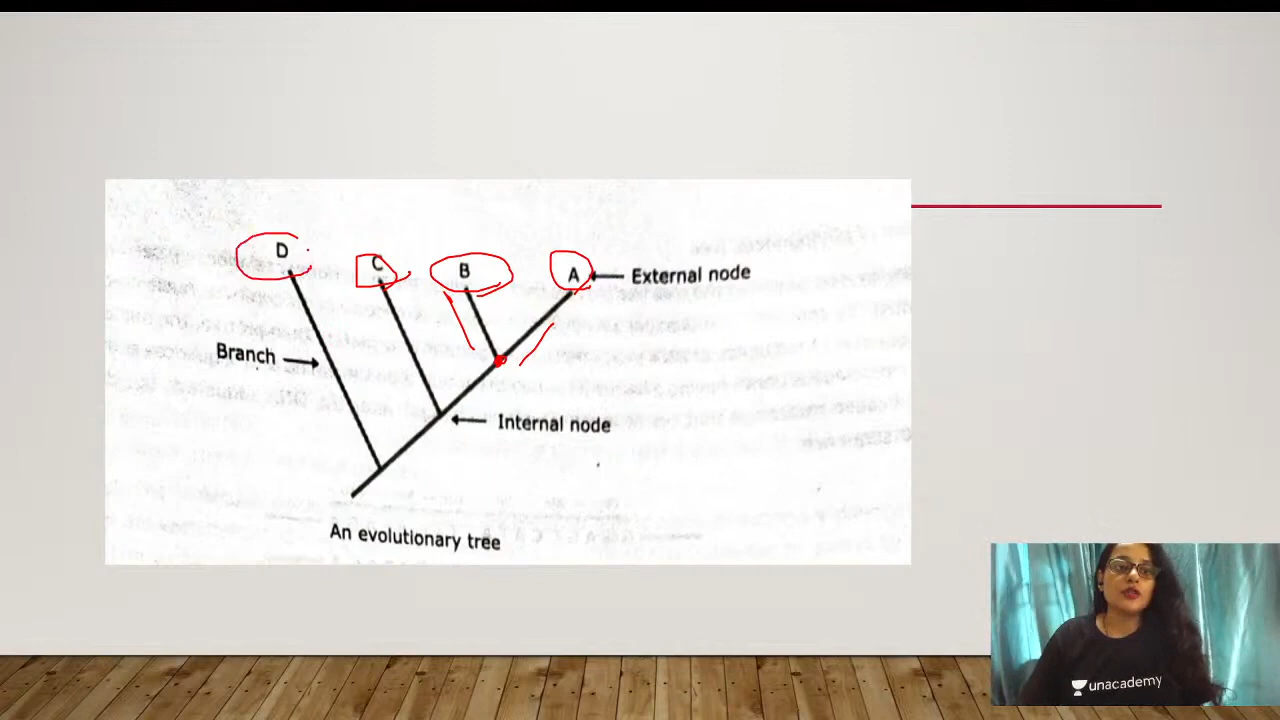 D
C
B
A
External node
Branch
Internal node
An evolutionary tree
unacademy